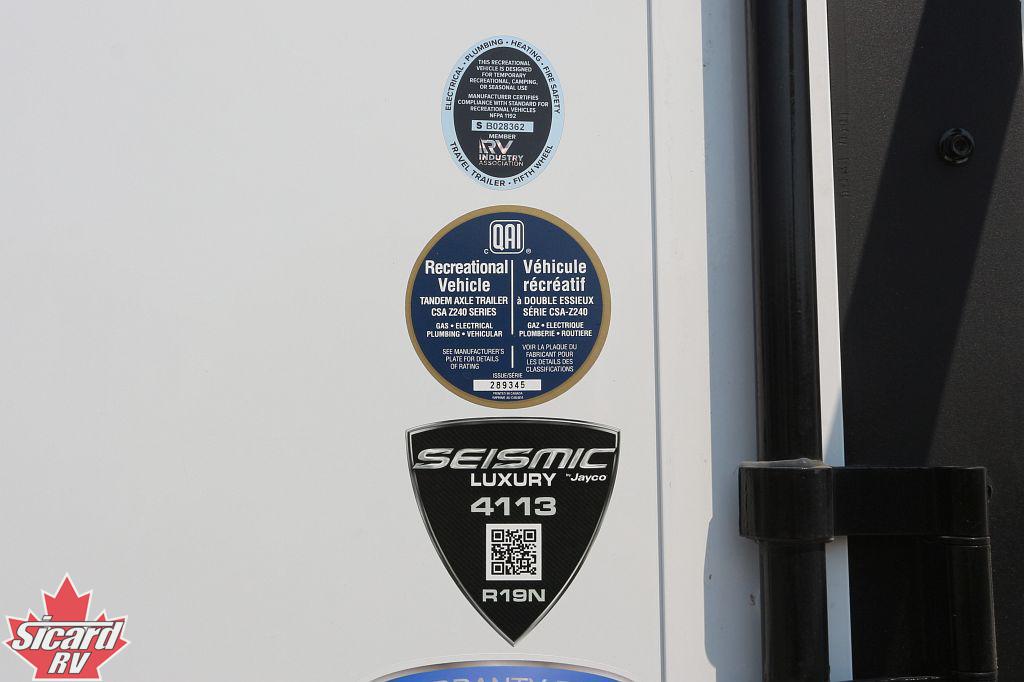 ELECTRICAL • PLUMBING • HEATING • FIRE SAFETY
THIS RECREATIONAL
VEHICLE IS DESIGNED
FOR TEMPORARY
RECREATIONAL, CAMPING,
OR SEASONAL USE
MANUFACTURER CERTIFIES
COMPLIANCE WITH STANDARD FOR
RECREATIONAL VEHICLES
NFPA 1192
S B028362
MEMBER
RV
INDUSTRY
ASSOCIATION
TRAVEL TRAILER • FIFTH WHEEL
C QAI ®
Recreational
Vehicle
TANDEM AXLE TRAILER
CSA Z240 SERIES
GAS • ELECTRICAL
PLUMBING • VEHICULAR
SEE MANUFACTURER'S
PLATE FOR DETAILS
OF RATING
Véhicule
récréatif
à DOUBLE ESSIEUX
SÉRIE CSA-Z240
GAZ • ELECTRIQUE
PLOMBERIE • ROUTIERE
VOIR LA PLAQUE DU
FABRICANT POUR
LES DETAILS DES
CLASSIFICATIONS
ISSUE/SÉRIE
289345
PRINTED IN CANADA
SEISMIC
LUXURY by Jayco
4113
R19N
Sicard
RV